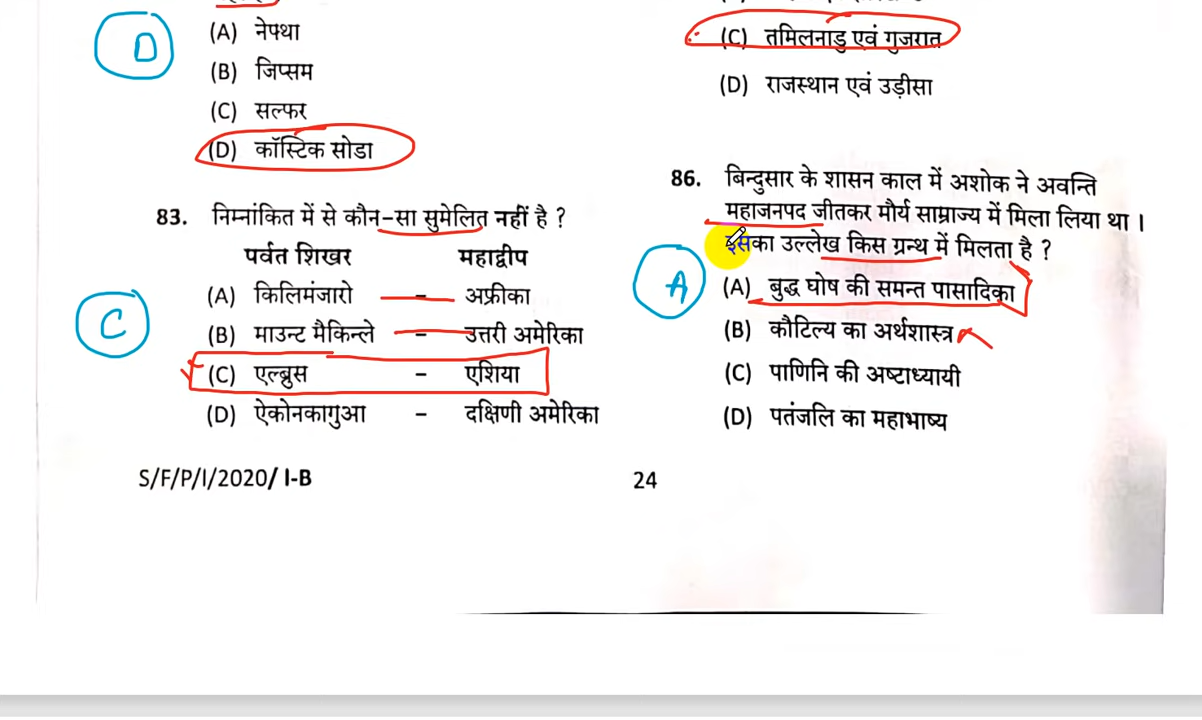 D
(A) नेपथा
(B) जिप्सम
(C) सल्फर
(D) कॉस्टिक सोडा
83. निम्नांकित में से कौन-सा सुमेलित नहीं है ?
पर्वत शिखर महाद्वीप
(A) किलिमंजारो - अफ्रीका
(B) माउन्ट मैकिन्ले - उत्तरी अमेरिका
C
(C) एल्ब्रुस - एशिया
(D) ऐकोनकागुआ - दक्षिणी अमेरिका
(C) तमिलनाडु एवं गुजरात
(D) राजस्थान एवं उड़ीसा
86. बिन्दुसार के शासन काल में अशोक ने अवन्ति
महाजनपद जीतकर मौर्य साम्राज्य में मिला लिया था ।
इसका उल्लेख किस ग्रन्थ में मिलता है ?
A
(A) बुद्ध घोष की समन्त पासादिका
(B) कौटिल्य का अर्थशास्त्र
(C) पाणिनि की अष्टाध्यायी
(D) पतंजलि का महाभाष्य
S/F/P/I/2020/ I-B
24